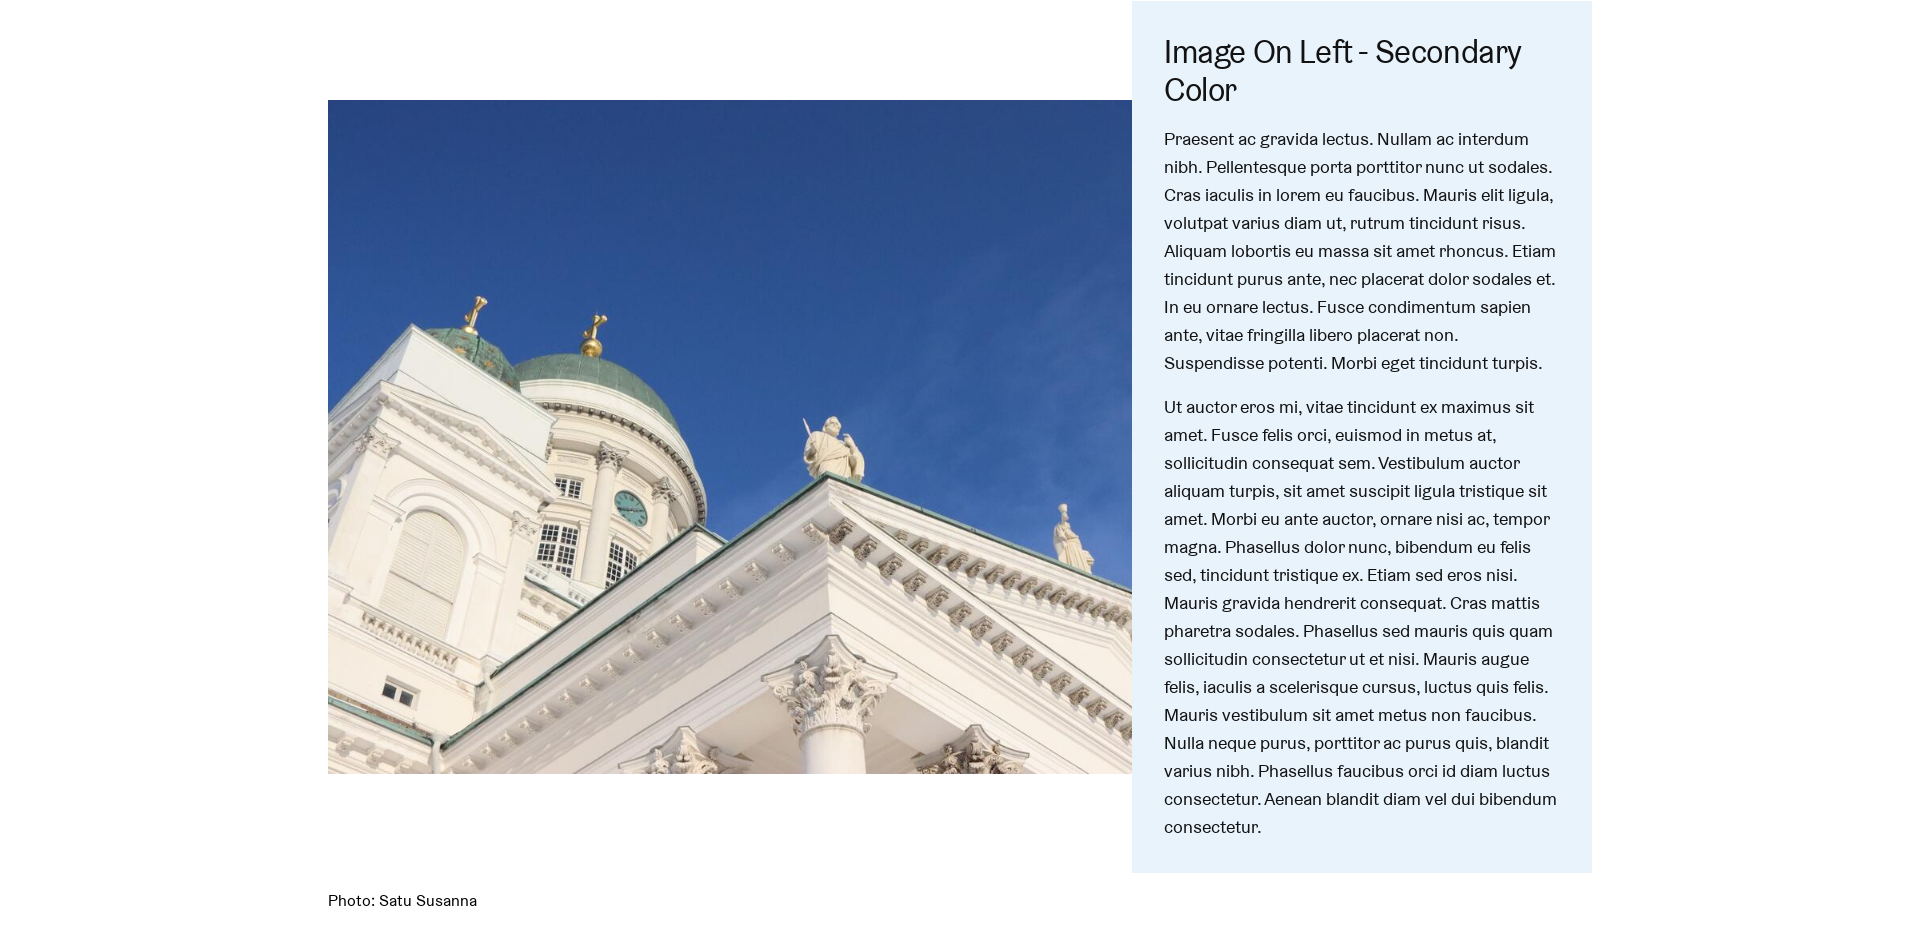 Image On Left - Secondary
Color
Praesent ac gravida lectus. Nullam ac interdum
nibh. Pellentesque porta porttitor nunc ut sodales.
Cras iaculis in lorem eu faucibus. Mauris elit ligula,
volutpat varius diam ut, rutrum tincidunt risus.
Aliquam lobortis eu massa sit amet rhoncus. Etiam
tincidunt purus ante, nec placerat dolor sodales et.
In eu ornare lectus. Fusce condimentum sapien
ante, vitae fringilla libero placerat non.
Suspendisse potenti. Morbi eget tincidunt turpis.
Ut auctor eros mi, vitae tincidunt ex maximus sit
amet. Fusce felis orci, euismod in metus at,
sollicitudin consequat sem. Vestibulum auctor
aliquam turpis, sit amet suscipit ligula tristique sit
amet. Morbi eu ante auctor, ornare nisi ac, tempor
magna. Phasellus dolor nunc, bibendum eu felis
sed, tincidunt tristique ex. Etiam sed eros nisi.
Mauris gravida hendrerit consequat. Cras mattis
pharetra sodales. Phasellus sed mauris quis quam
sollicitudin consectetur ut et nisi. Mauris augue
felis, iaculis a scelerisque cursus, luctus quis felis.
Mauris vestibulum sit amet metus non faucibus.
Nulla neque purus, porttitor ac purus quis, blandit
varius nibh. Phasellus faucibus orci id diam luctus
consectetur. Aenean blandit diam vel dui bibendum
consectetur.
Photo: Satu Susanna